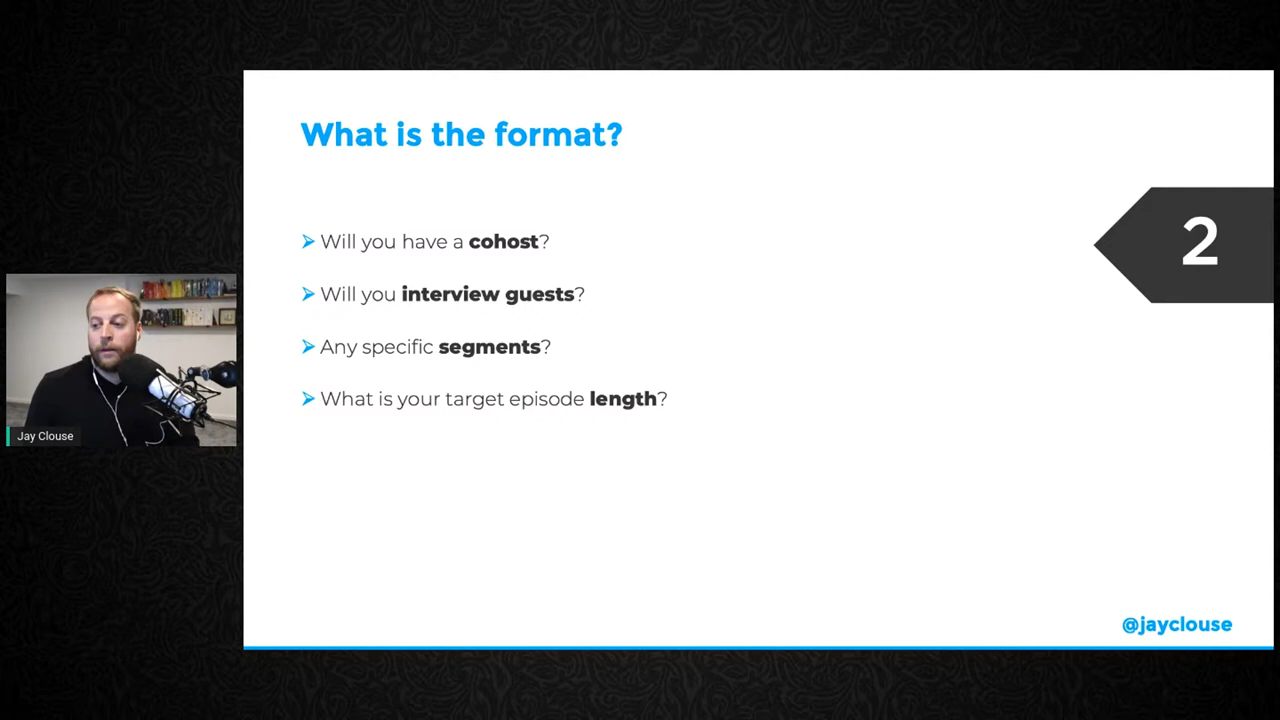 What is the format?
Will you have a cohost?
Will you interview guests?
Any specific segments?
What is your target episode length?
2
Jay Clouse
@jayclouse